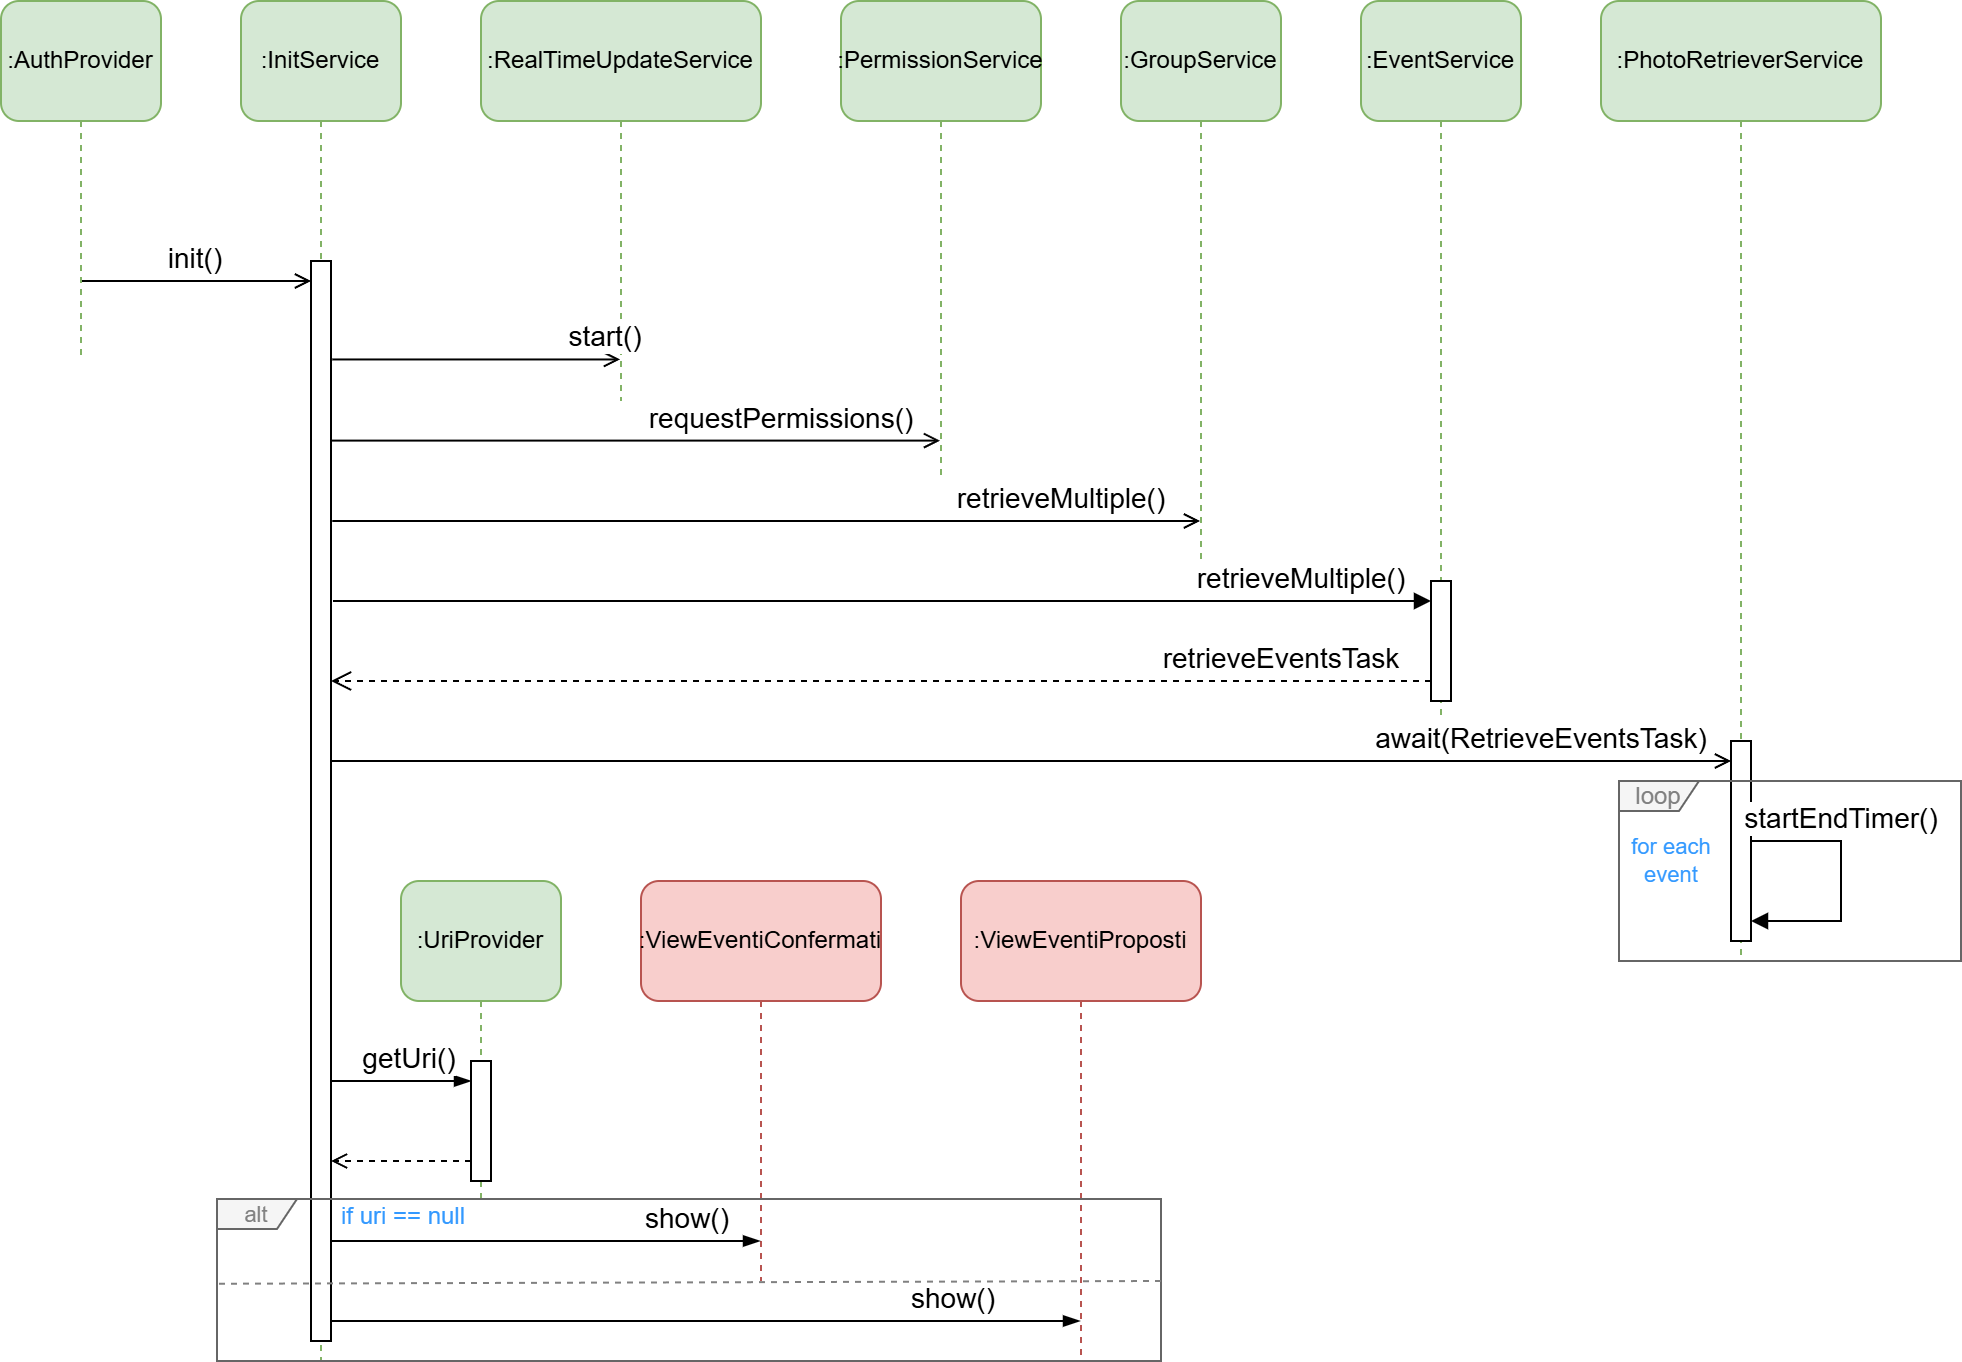 :AuthProvider
:InitService
:RealTimeUpdateService
:PermissionService
:GroupService
:EventService
:PhotoRetrieverService
init()
start()
requestPermissions()
retrieveMultiple()
retrieveMultiple()
retrieveEventsTask
await(RetrieveEventsTask)
loop
startEndTimer()
for each
event
:UriProvider
:ViewEventiConfermati
:ViewEventiProposti
getUri()
alt
if uri == null
show()
show()